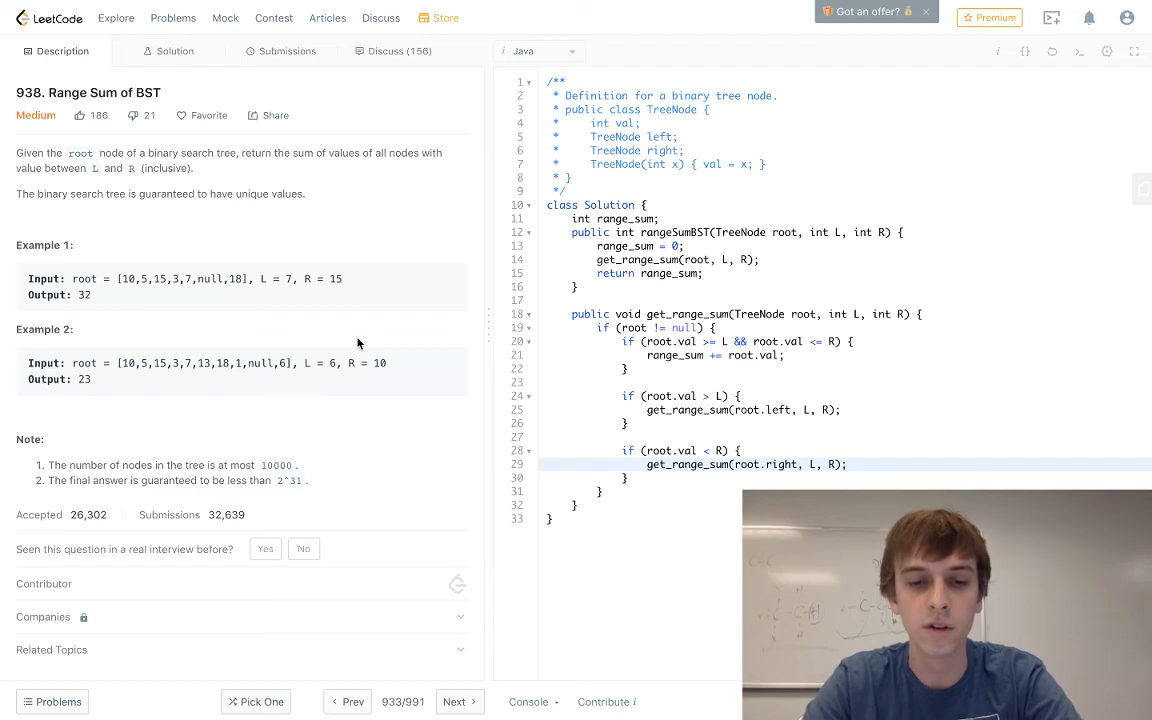 LeetCode Explore Problems Mock Contest Articles Discuss Store Got an offer? × Premium
Description Solution Submissions Discuss (156) i Java
938. Range Sum of BST
Medium 186 21 Favorite Share
Given the root node of a binary search tree, return the sum of values of all nodes with
value between L and R (inclusive).
The binary search tree is guaranteed to have unique values.
Example 1:
Input: root = [10,5,15,3,7,null,18], L = 7, R = 15
Output: 32
Example 2:
Input: root = [10,5,15,3,7,13,18,1,null,6], L = 6, R = 10
Output: 23
Note:
1. The number of nodes in the tree is at most 10000.
2. The final answer is guaranteed to be less than 2^31.
Accepted 26,302 Submissions 32,639
Seen this question in a real interview before? Yes No
Contributor
Companies
Related Topics
Problems Pick One Prev 933/991 Next Console Contribute i
1 /**
2 * Definition for a binary tree node.
3 * public class TreeNode {
4 * int val;
5 * TreeNode left;
6 * TreeNode right;
7 * TreeNode(int x) { val = x; }
8 * }
9 */
10 class Solution {
11 int range_sum;
12 public int rangeSumBST(TreeNode root, int L, int R) {
13 range_sum = 0;
14 get_range_sum(root, L, R);
15 return range_sum;
16 }
17
18 public void get_range_sum(TreeNode root, int L, int R) {
19 if (root != null) {
20 if (root.val >= L && root.val <= R) {
21 range_sum += root.val;
22 }
23
24 if (root.val > L) {
25 get_range_sum(root.left, L, R);
26 }
27
28 if (root.val < R) {
29 get_range_sum(root.right, L, R);
30 }
31 }
32 }
33 }